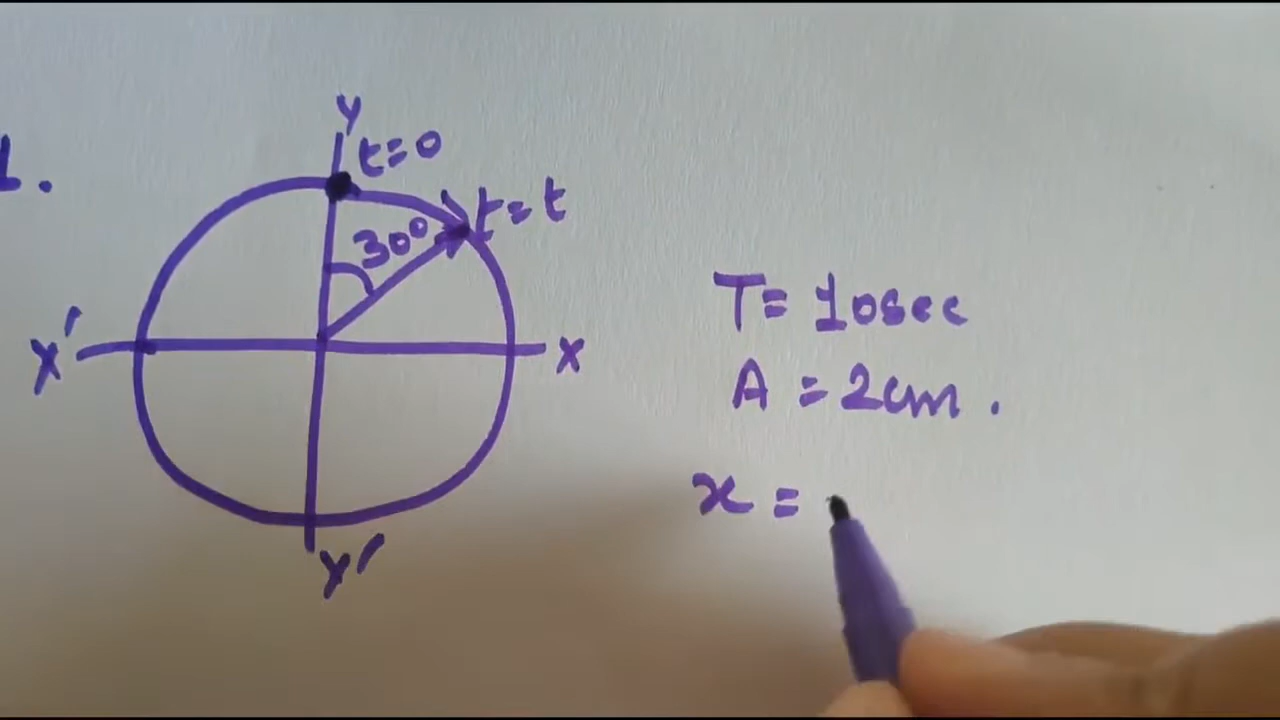 1.
Y
t=0
t=t
30°
X'
X
Y'
T= 10sec
A = 2cm.
x =